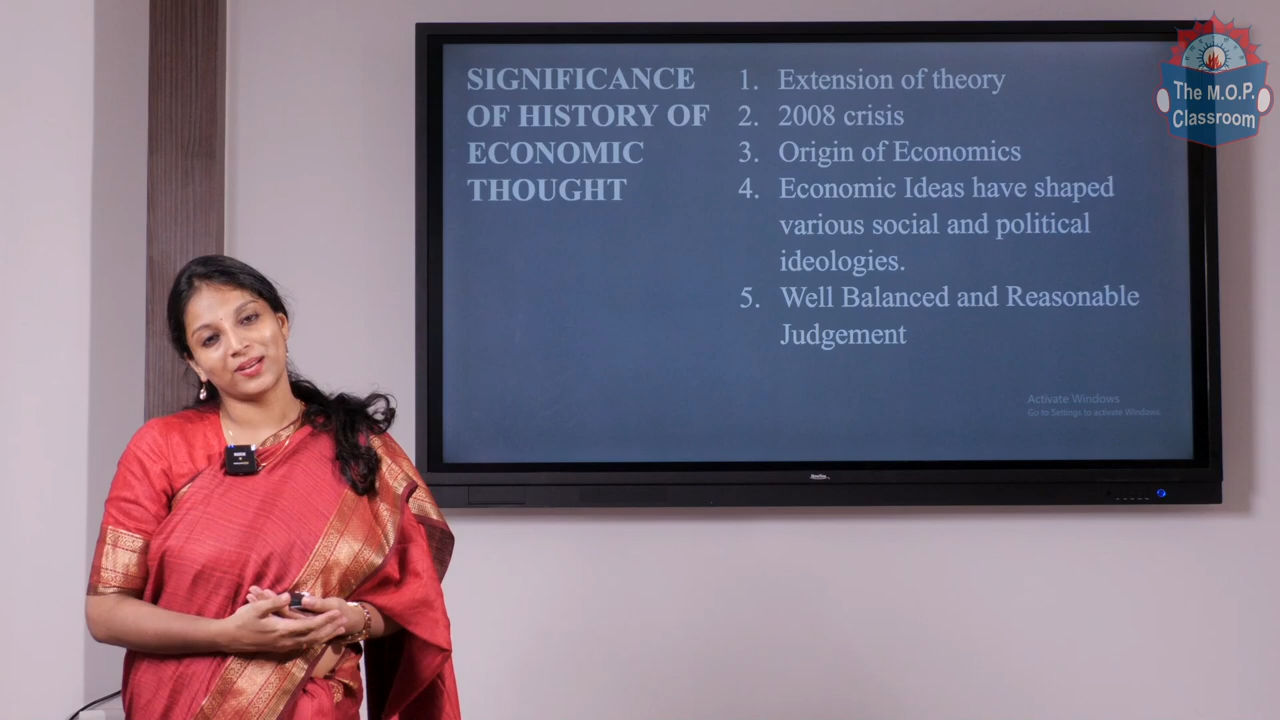 SIGNIFICANCE
OF HISTORY OF
ECONOMIC
THOUGHT
1. Extension of theory
2. 2008 crisis
3. Origin of Economics
4. Economic Ideas have shaped
various social and political
ideologies.
5. Well Balanced and Reasonable
Judgement
Activate Windows
Go to Settings to activate Windows.
The M.O.P.
Classroom